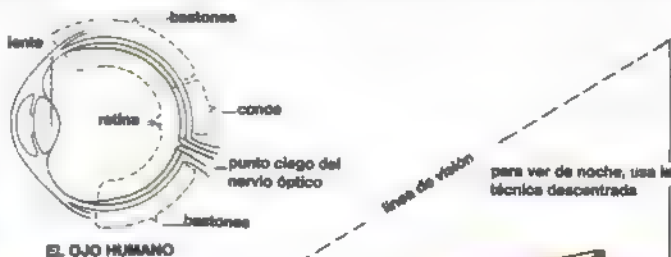 bastones
lente
conos
retina
punto ciego del
nervio óptico
bastones
EL OJO HUMANO
línea de visión
para ver de noche, usa la
técnica descentrada